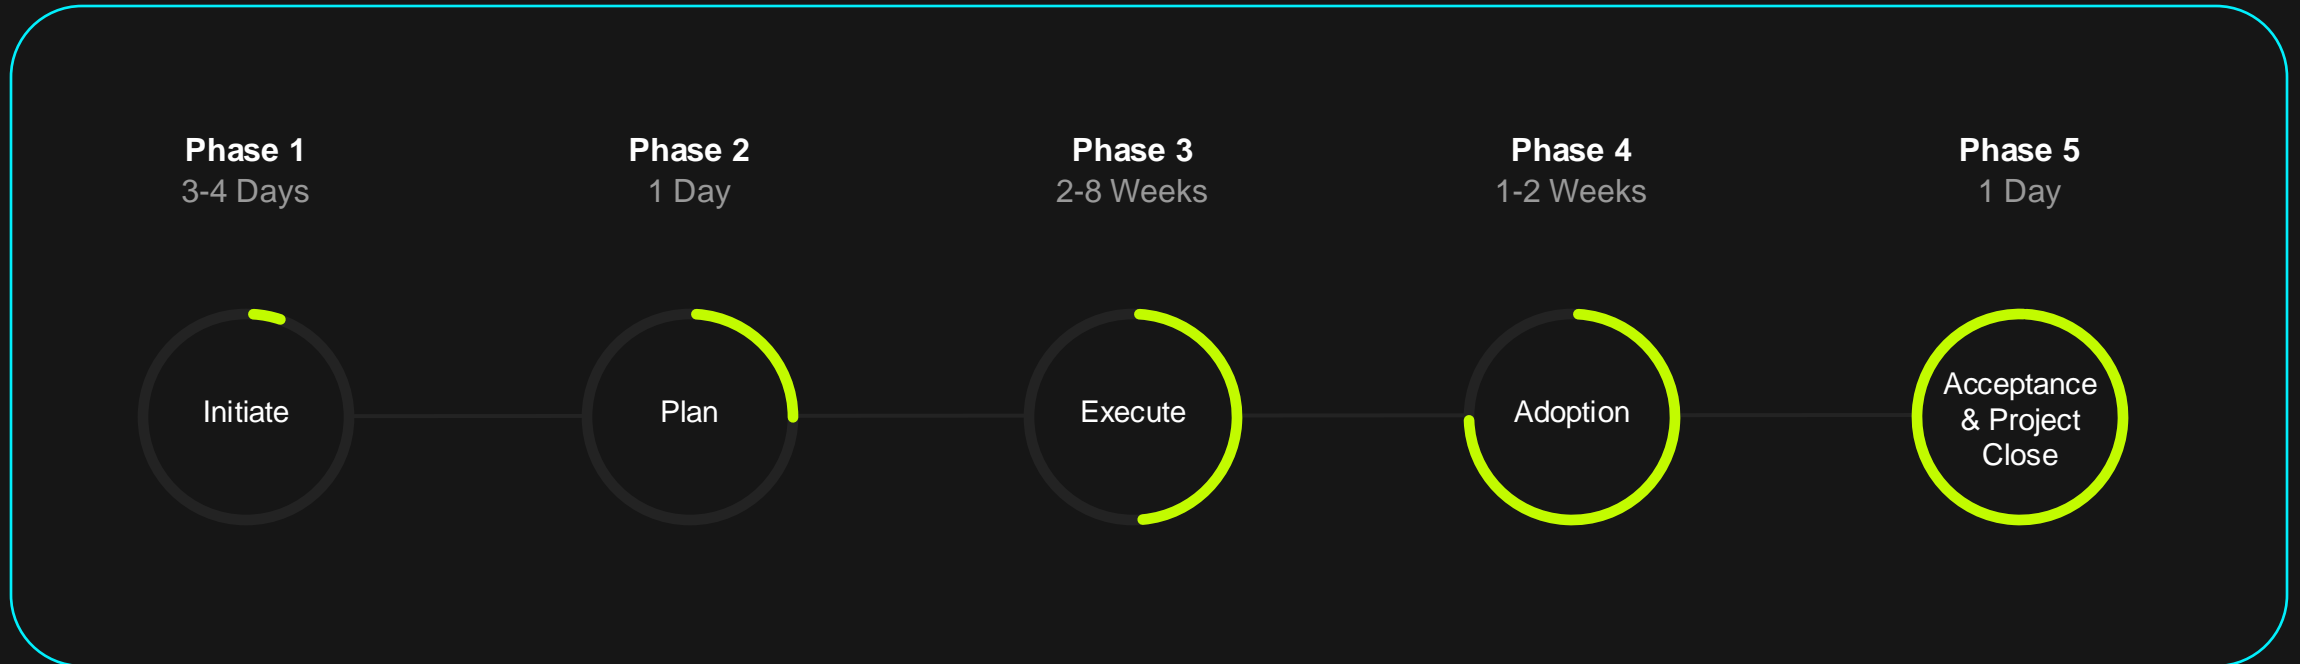 Phase 1
3-4 Days
Phase 2
1 Day
Phase 3
2-8 Weeks
Phase 4
1-2 Weeks
Phase 5
1 Day
Initiate
Plan
Execute
Adoption
Acceptance
& Project
Close